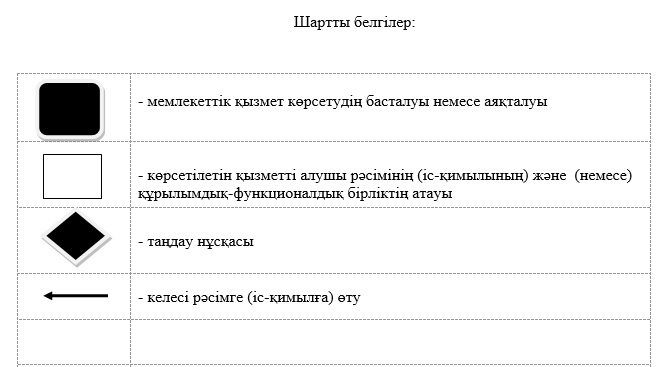 Шартты белгілер:
- мемлекеттік қызмет көрсетудің басталуы немесе аяқталуы
- көрсетілетін қызметті алушы рәсімінің (іс-қимылының) және (немесе)
құрылымдық-функционалдық бірліктің атауы
- таңдау нұсқасы
- келесі рәсімге (іс-қимылға) өту